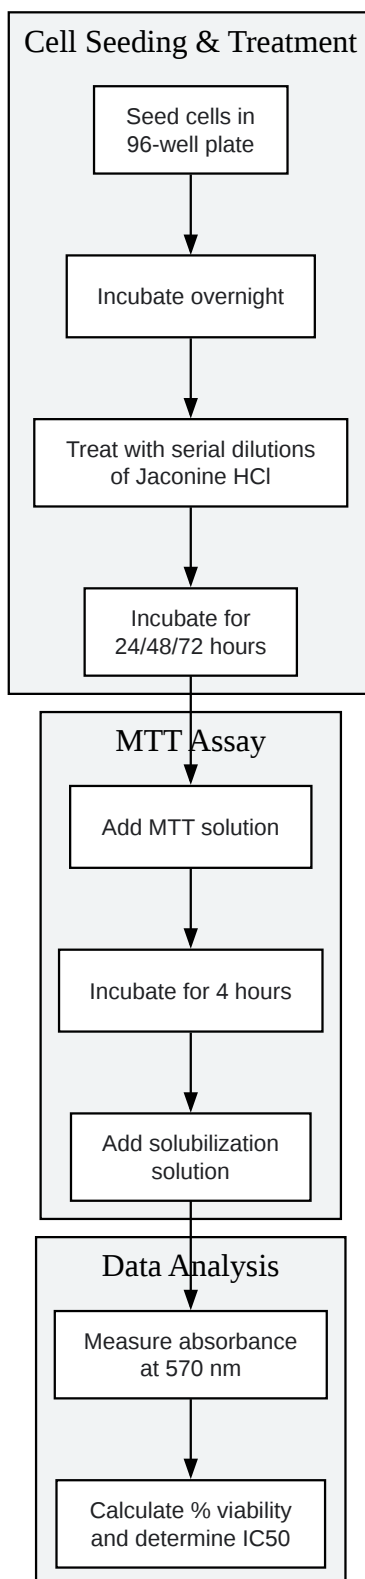 Cell Seeding & Treatment
Seed cells in
96-well plate
Incubate overnight
Treat with serial dilutions
of Jaconine HCl
Incubate for
24/48/72 hours
MTT Assay
Add MTT solution
Incubate for 4 hours
Add solubilization
solution
Data Analysis
Measure absorbance
at 570 nm
Calculate % viability
and determine IC50